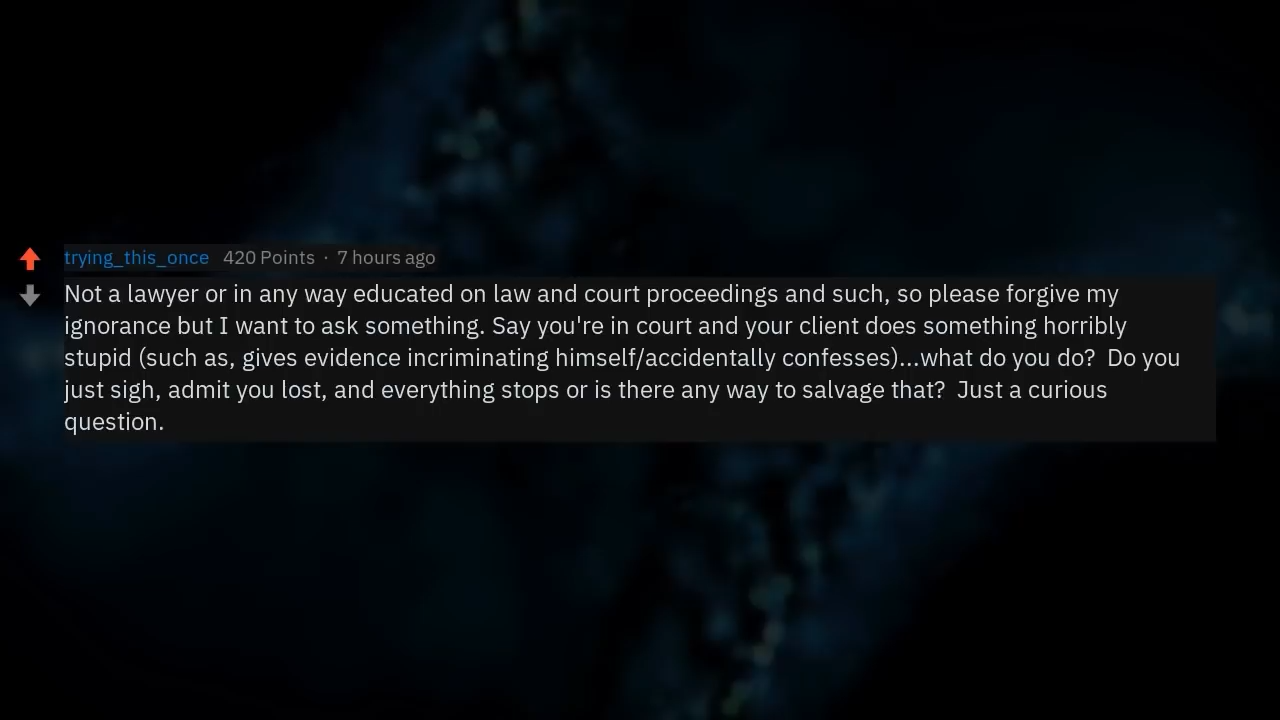 trying_this_once 420 Points · 7 hours ago
Not a lawyer or in any way educated on law and court proceedings and such, so please forgive my
ignorance but I want to ask something. Say you're in court and your client does something horribly
stupid (such as, gives evidence incriminating himself/accidentally confesses)...what do you do?  Do you
just sigh, admit you lost, and everything stops or is there any way to salvage that?  Just a curious
question.